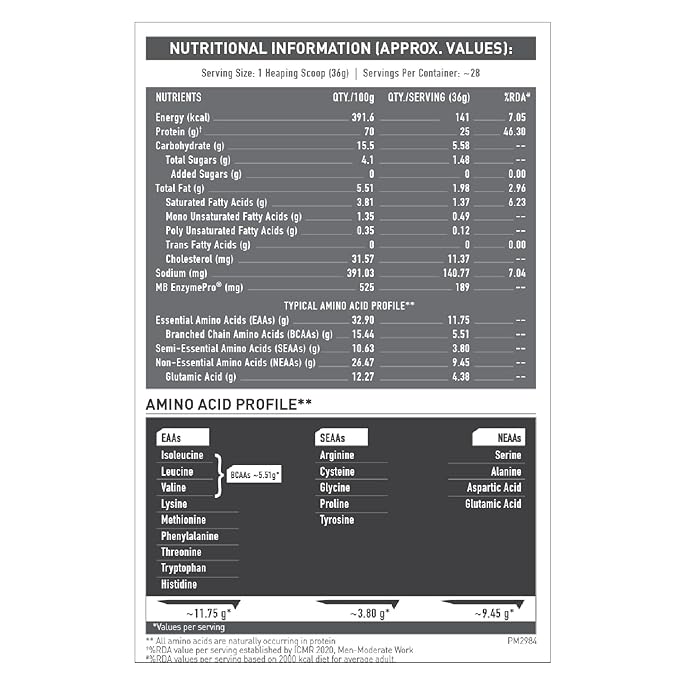 NUTRITIONAL INFORMATION (APPROX. VALUES):
Serving Size: 1 Heaping Scoop (36g) | Servings Per Container: ~28
NUTRIENTS QTY./100g QTY./SERVING (36g) %RDA#
Energy (kcal) 391.6 141 7.05
Protein (g)† 70 25 46.30
Carbohydrate (g) 15.5 5.58 --
Total Sugars (g) 4.1 1.48 --
Added Sugars (g) 0 0 0.00
Total Fat (g) 5.51 1.98 2.96
Saturated Fatty Acids (g) 3.81 1.37 6.23
Mono Unsaturated Fatty Acids (g) 1.35 0.49 --
Poly Unsaturated Fatty Acids (g) 0.35 0.12 --
Trans Fatty Acids (g) 0 0 0.00
Cholesterol (mg) 31.57 11.37 --
Sodium (mg) 391.03 140.77 7.04
MB EnzymePro® (mg) 525 189 --
TYPICAL AMINO ACID PROFILE**
Essential Amino Acids (EAAs) (g) 32.90 11.75 --
Branched Chain Amino Acids (BCAAs) (g) 15.44 5.51 --
Semi-Essential Amino Acids (SEAAs) (g) 10.63 3.80 --
Non-Essential Amino Acids (NEAAs) (g) 26.47 9.45 --
Glutamic Acid (g) 12.27 4.38 --
AMINO ACID PROFILE**
EAAs SEAAs NEAAs
Isoleucine Arginine Serine
Leucine BCAAs ~5.51g* Cysteine Alanine
Valine Glycine Aspartic Acid
Lysine Proline Glutamic Acid
Methionine Tyrosine
Phenylalanine
Threonine
Tryptophan
Histidine
~11.75 g* ~3.80 g* ~9.45 g*
*Values per serving
** All amino acids are naturally occurring in protein PM2984
†%RDA value per serving established by ICMR 2020, Men-Moderate Work
#%RDA values per serving based on 2000 kcal diet for average adult.